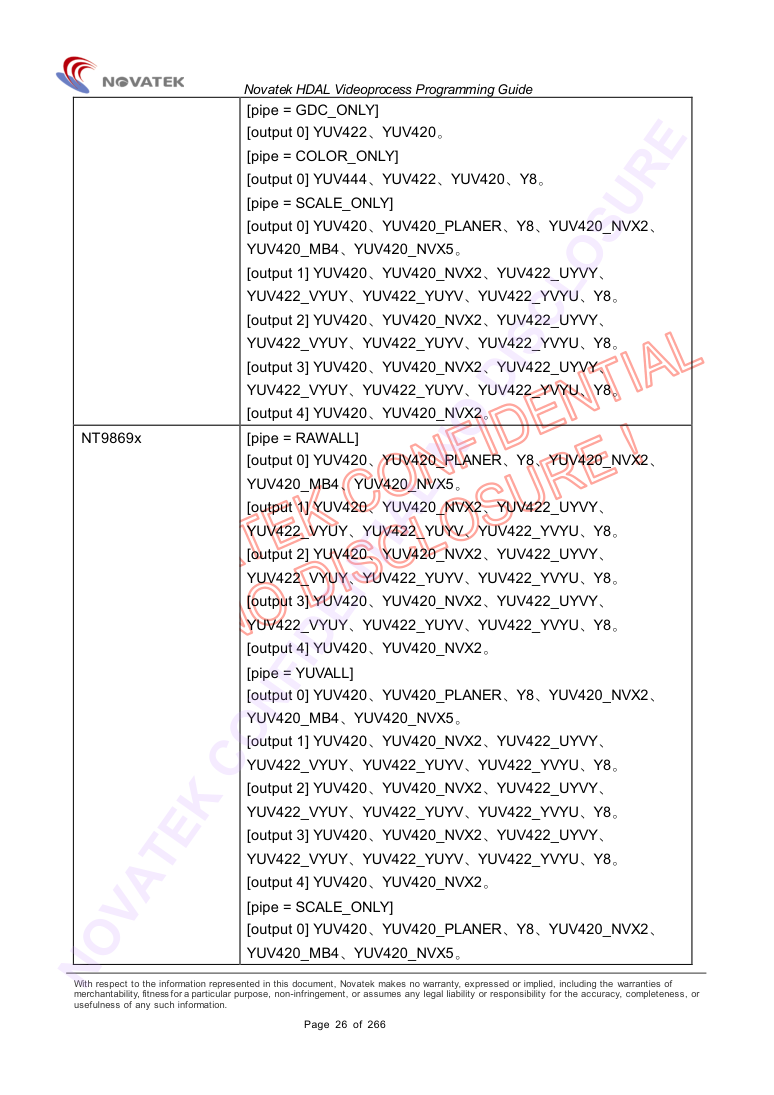 NOVATEK
Novatek HDAL Videoprocess Programming Guide
[pipe = GDC_ONLY]
[output 0] YUV422、YUV420。
[pipe = COLOR_ONLY]
[output 0] YUV444、YUV422、YUV420、Y8。
[pipe = SCALE_ONLY]
[output 0] YUV420、YUV420_PLANER、Y8、YUV420_NVX2、
YUV420_MB4、YUV420_NVX5。
[output 1] YUV420、YUV420_NVX2、YUV422_UYVY、
YUV422_VYUY、YUV422_YUYV、YUV422_YVYU、Y8。
[output 2] YUV420、YUV420_NVX2、YUV422_UYVY、
YUV422_VYUY、YUV422_YUYV、YUV422_YVYU、Y8。
[output 3] YUV420、YUV420_NVX2、YUV422_UYVY、
YUV422_VYUY、YUV422_YUYV、YUV422_YVYU、Y8。
[output 4] YUV420、YUV420_NVX2。
NT9869x
[pipe = RAWALL]
[output 0] YUV420、YUV420_PLANER、Y8、YUV420_NVX2、
YUV420_MB4、YUV420_NVX5。
[output 1] YUV420、YUV420_NVX2、YUV422_UYVY、
YUV422_VYUY、YUV422_YUYV、YUV422_YVYU、Y8。
[output 2] YUV420、YUV420_NVX2、YUV422_UYVY、
YUV422_VYUY、YUV422_YUYV、YUV422_YVYU、Y8。
[output 3] YUV420、YUV420_NVX2、YUV422_UYVY、
YUV422_VYUY、YUV422_YUYV、YUV422_YVYU、Y8。
[output 4] YUV420、YUV420_NVX2。
[pipe = YUVALL]
[output 0] YUV420、YUV420_PLANER、Y8、YUV420_NVX2、
YUV420_MB4、YUV420_NVX5。
[output 1] YUV420、YUV420_NVX2、YUV422_UYVY、
YUV422_VYUY、YUV422_YUYV、YUV422_YVYU、Y8。
[output 2] YUV420、YUV420_NVX2、YUV422_UYVY、
YUV422_VYUY、YUV422_YUYV、YUV422_YVYU、Y8。
[output 3] YUV420、YUV420_NVX2、YUV422_UYVY、
YUV422_VYUY、YUV422_YUYV、YUV422_YVYU、Y8。
[output 4] YUV420、YUV420_NVX2。
[pipe = SCALE_ONLY]
[output 0] YUV420、YUV420_PLANER、Y8、YUV420_NVX2、
YUV420_MB4、YUV420_NVX5。
TEK CONFIDENTIAL
NO DISCLOSURE !
With respect to the information represented in this document, Novatek makes no warranty, expressed or implied, including the warranties of
merchantability, fitness for a particular purpose, non-infringement, or assumes any legal liability or responsibility for the accuracy, completeness, or
usefulness of any such information.
Page 26 of 266